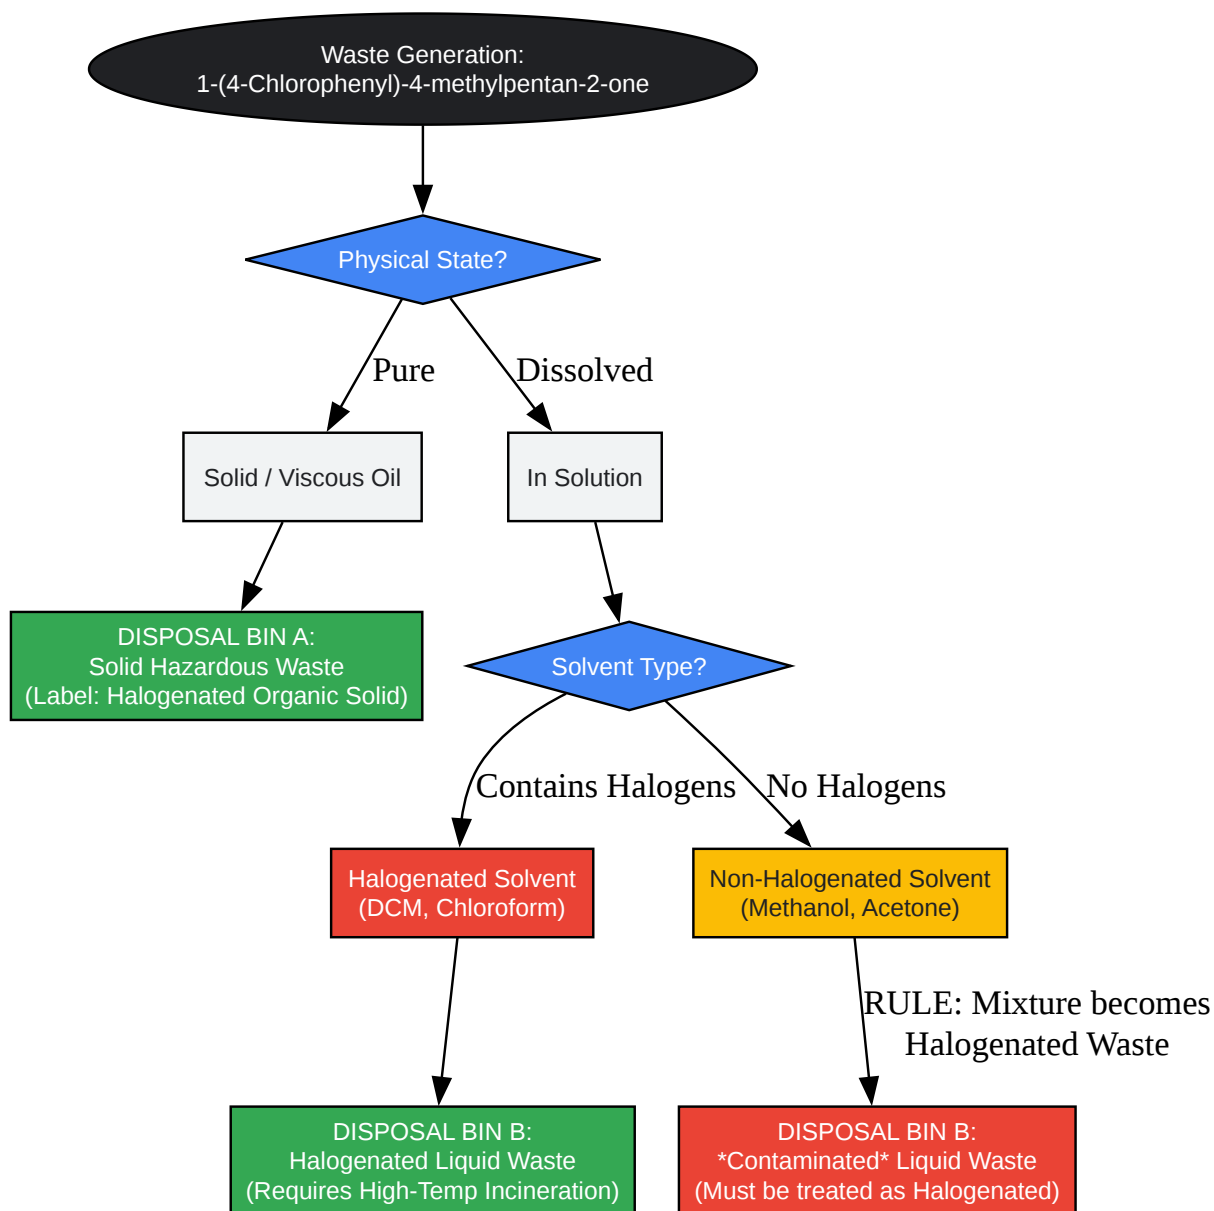 Waste Generation:
1-(4-Chlorophenyl)-4-methylpentan-2-one
Physical State?
Pure
Dissolved
Solid / Viscous Oil
In Solution
DISPOSAL BIN A:
Solid Hazardous Waste
(Label: Halogenated Organic Solid)
Solvent Type?
Contains Halogens
No Halogens
Halogenated Solvent
(DCM, Chloroform)
Non-Halogenated Solvent
(Methanol, Acetone)
RULE: Mixture becomes
Halogenated Waste
DISPOSAL BIN B:
Halogenated Liquid Waste
(Requires High-Temp Incineration)
DISPOSAL BIN B:
*Contaminated* Liquid Waste
(Must be treated as Halogenated)